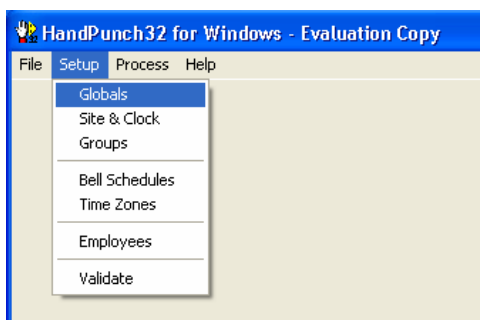 HandPunch32 for Windows - Evaluation Copy
File Setup Process Help
Globals
Site & Clock
Groups
Bell Schedules
Time Zones
Employees
Validate